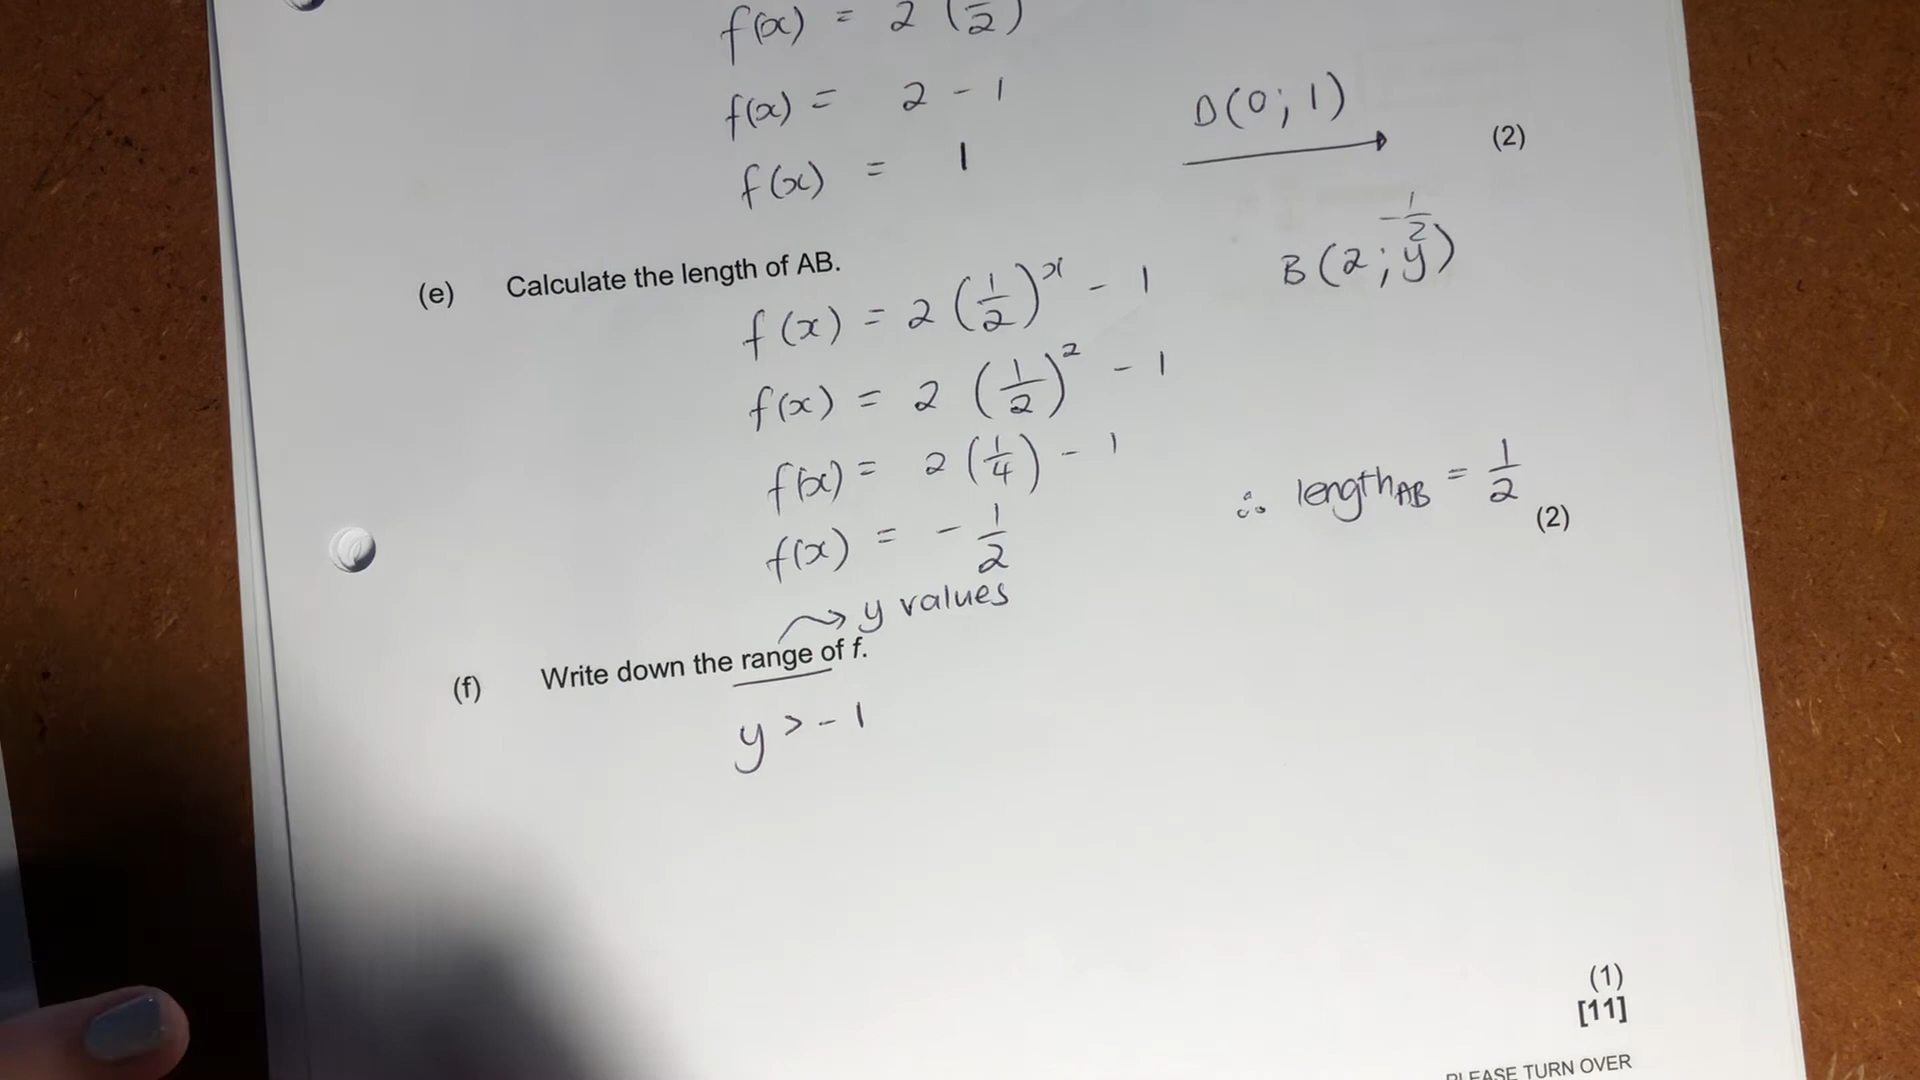 f(x) = 2 (1/2)
f(x) = 2 - 1
D(0; 1)
f(x) = 1
(2)
B(2; y) -1/2
(e) Calculate the length of AB.
f(x) = 2 (1/2)^x - 1
f(x) = 2 (1/2)^2 - 1
f(x) = 2 (1/4) - 1
f(x) = - 1/2
∴ length AB = 1/2
(2)
y values
(f) Write down the range of f.
y > -1
(1)
[11]
PLEASE TURN OVER